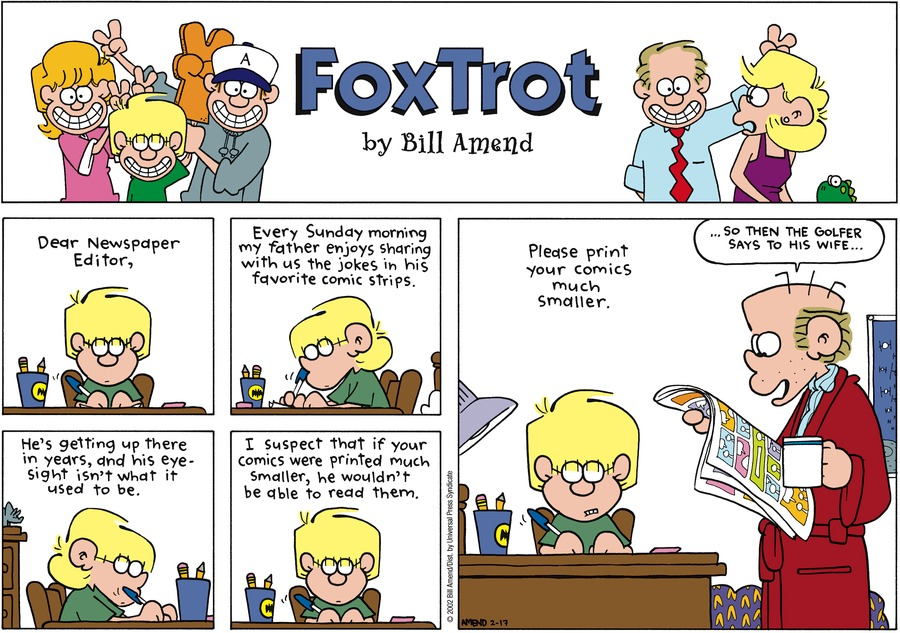 A
FoxTrot
by Bill Amend
Dear Newspaper
Editor,
Every Sunday morning
my father enjoys sharing
with us the jokes in his
favorite comic strips.
He's getting up there
in years, and his eye-
sight isn't what it
used to be.
I suspect that if your
comics were printed much
smaller, he wouldn't
be able to read them.
Please print
your comics
much
smaller.
...SO THEN THE GOLFER
SAYS TO HIS WIFE...
© 2002 Bill Amend/Dist. by Universal Press Syndicate
AMEND 2-17